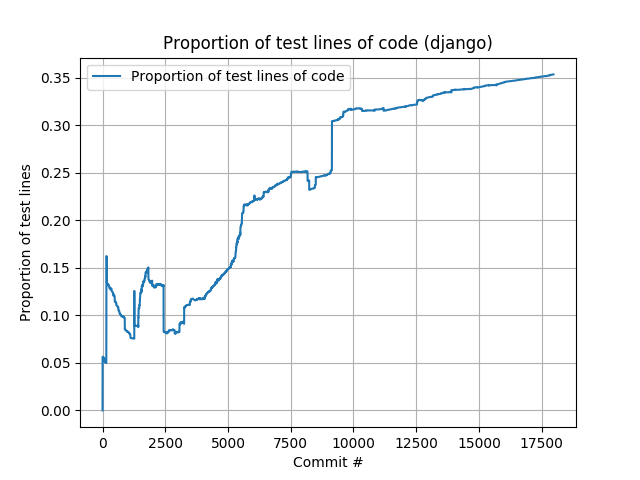 Proportion of test lines of code (django)
Proportion of test lines of code
Proportion of test lines
0.35
0.30
0.25
0.20
0.15
0.10
0.05
0.00
0 2500 5000 7500 10000 12500 15000 17500
Commit #